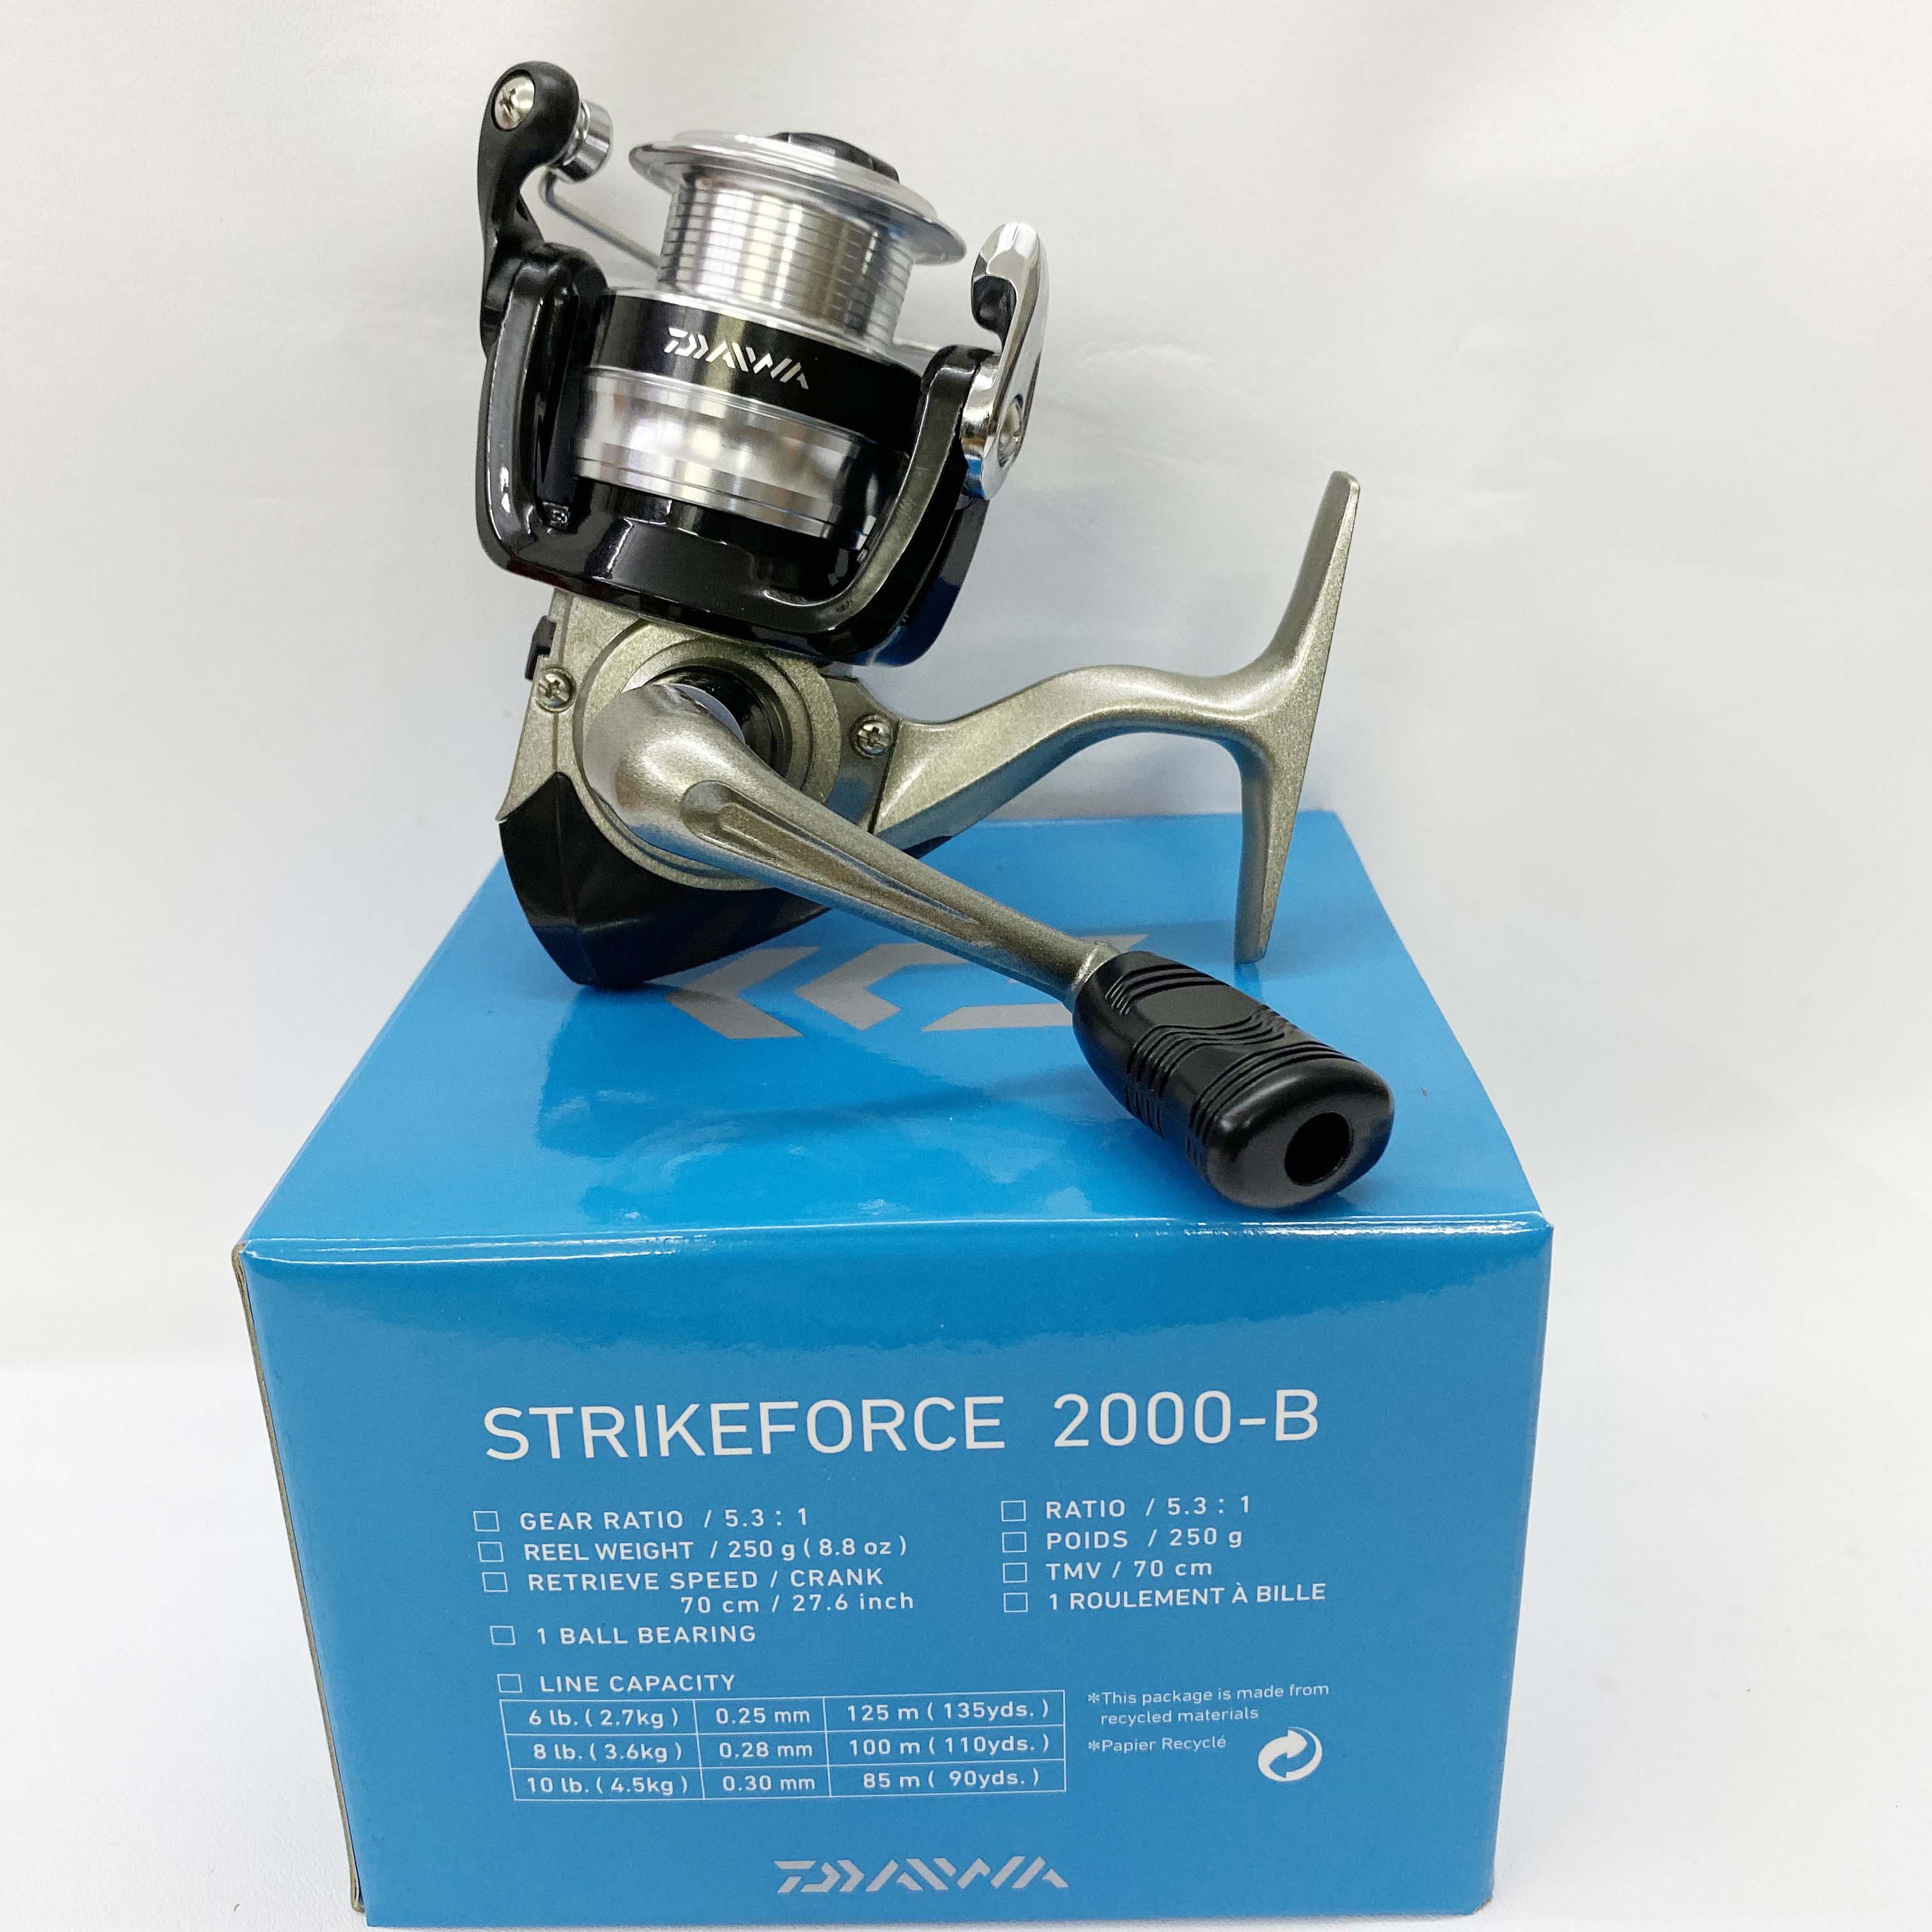 DAIWA
STRIKEFORCE 2000-B
GEAR RATIO / 5.3 : 1
REEL WEIGHT / 250 g ( 8.8 oz )
RETRIEVE SPEED / CRANK
70 cm / 27.6 inch
1 BALL BEARING
RATIO / 5.3 : 1
POIDS / 250 g
TMV / 70 cm
1 ROULEMENT À BILLE
LINE CAPACITY
6 lb. ( 2.7kg ) 0.25 mm 125 m ( 135yds. )
8 lb. ( 3.6kg ) 0.28 mm 100 m ( 110yds. )
10 lb. ( 4.5kg ) 0.30 mm 85 m ( 90yds. )
*This package is made from
recycled materials
*Papier Recyclé
DAIWA